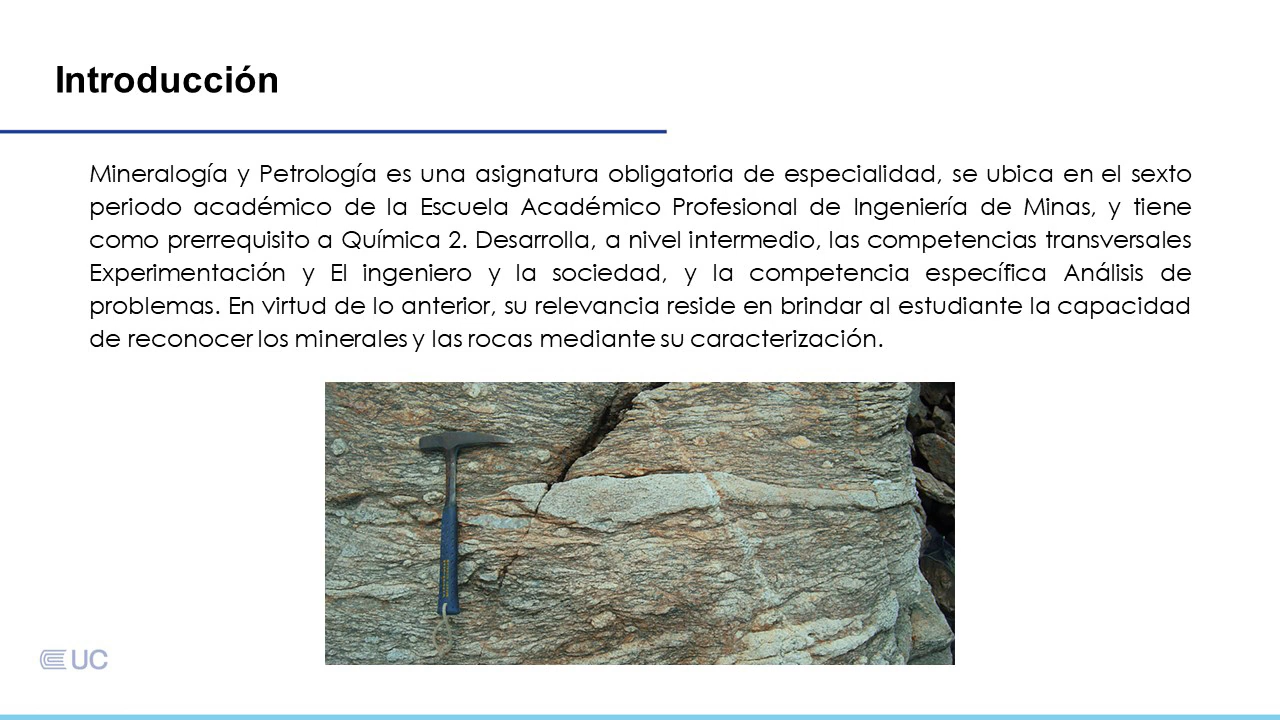 Introducción
Mineralogía y Petrología es una asignatura obligatoria de especialidad, se ubica en el sexto
periodo académico de la Escuela Académico Profesional de Ingeniería de Minas, y tiene
como prerrequisito a Química 2. Desarrolla, a nivel intermedio, las competencias transversales
Experimentación y El ingeniero y la sociedad, y la competencia específica Análisis de
problemas. En virtud de lo anterior, su relevancia reside en brindar al estudiante la capacidad
de reconocer los minerales y las rocas mediante su caracterización.
UC